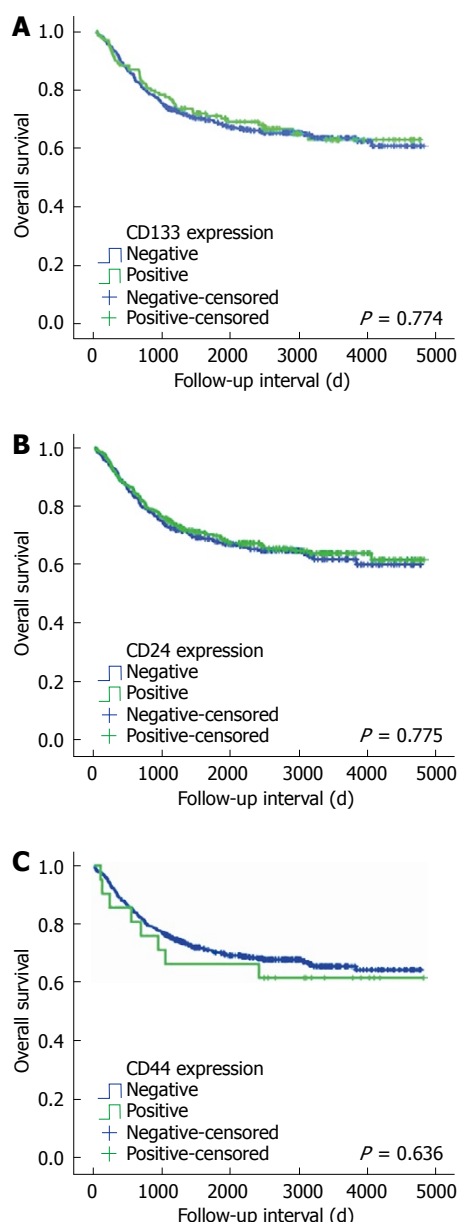 A
Overall survival
1.0
0.8
0.6
0.4
0.2
0.0
CD133 expression
Negative
Positive
Negative-censored
Positive-censored
P = 0.774
0 1000 2000 3000 4000 5000
Follow-up interval (d)
B
Overall survival
1.0
0.8
0.6
0.4
0.2
0.0
CD24 expression
Negative
Positive
Negative-censored
Positive-censored
P = 0.775
0 1000 2000 3000 4000 5000
Follow-up interval (d)
C
Overall survival
1.0
0.8
0.6
0.4
0.2
0.0
CD44 expression
Negative
Positive
Negative-censored
Positive-censored
P = 0.636
0 1000 2000 3000 4000 5000
Follow-up interval (d)